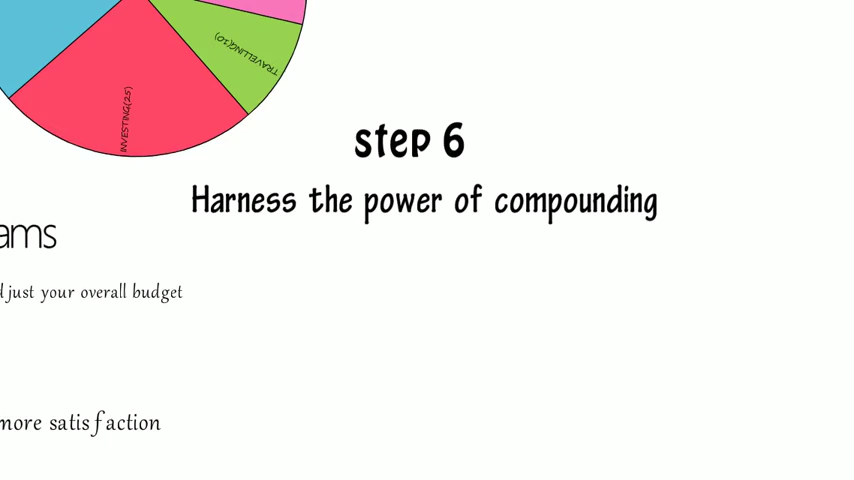 TRAVELLING(10)
INVESTING(25)
step 6
Harness the power of compounding
ams
djust your overall budget
more satisfaction